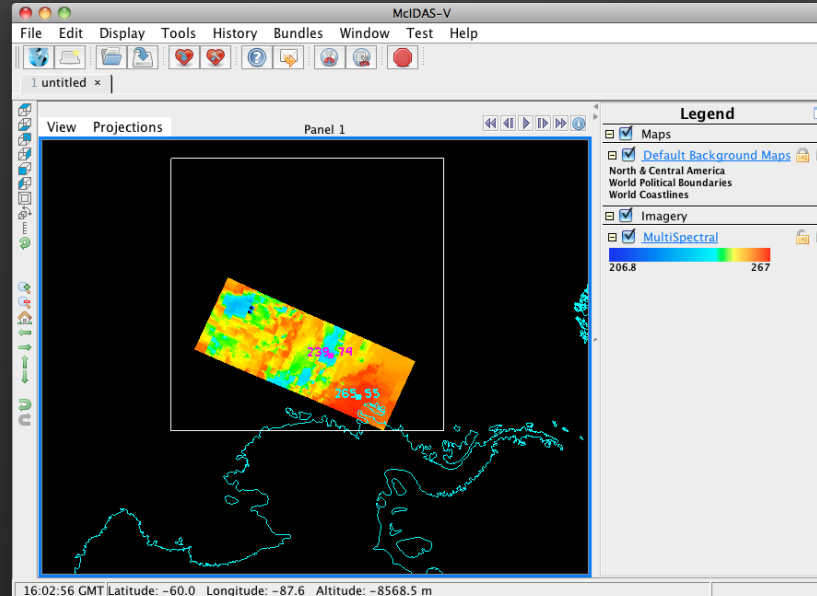 McIDAS-V
File Edit Display Tools History Bundles Window Test Help
1 untitled ×
View Projections
Panel 1
Legend
Maps
Default Background Maps
North & Central America
World Political Boundaries
World Coastlines
Imagery
MultiSpectral
206.8 267
239.74
265.55
16:02:56 GMT Latitude: -60.0 Longitude: -87.6 Altitude: -8568.5 m